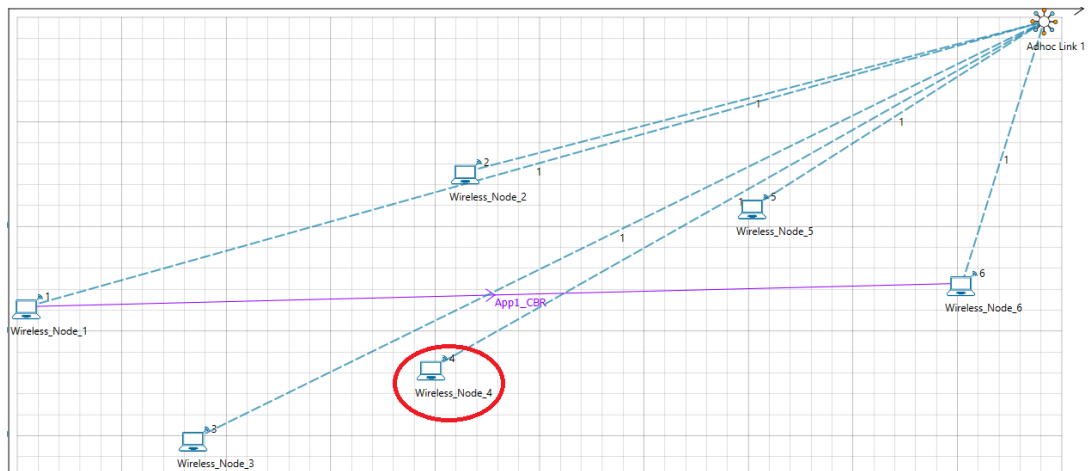 Adhoc Link 1
1
1
2
Wireless_Node_2
1
1
1
5
Wireless_Node_5
1
1
Wireless_Node_1
App1_CBR
6
Wireless_Node_6
4
Wireless_Node_4
3
Wireless_Node_3